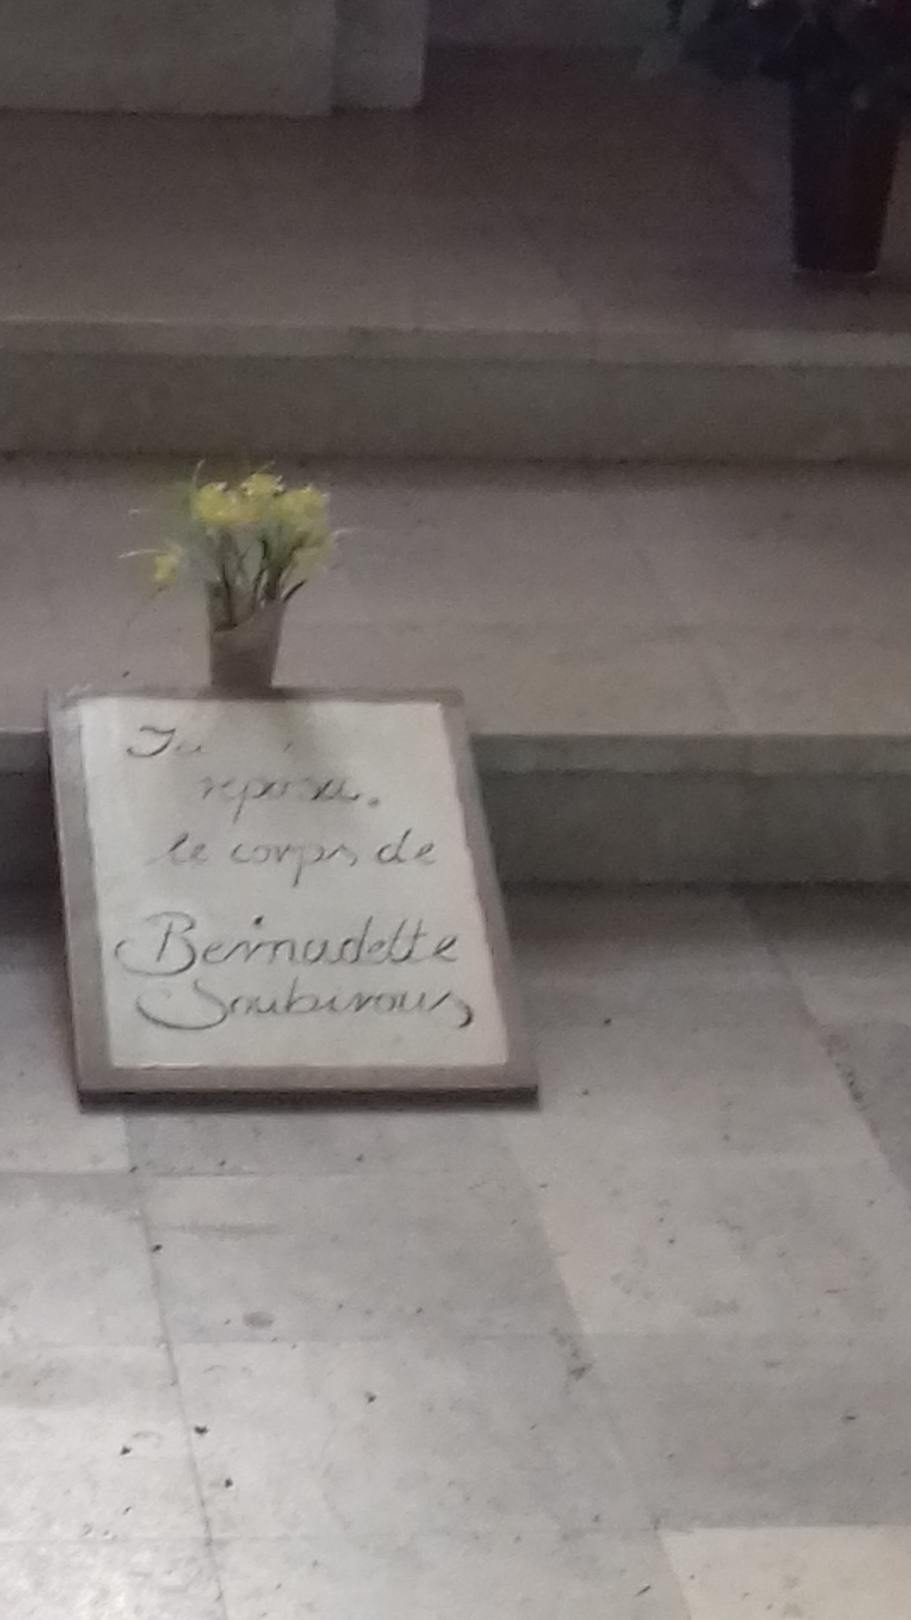 Ici
repose
le corps de
Bernadette
Soubirous